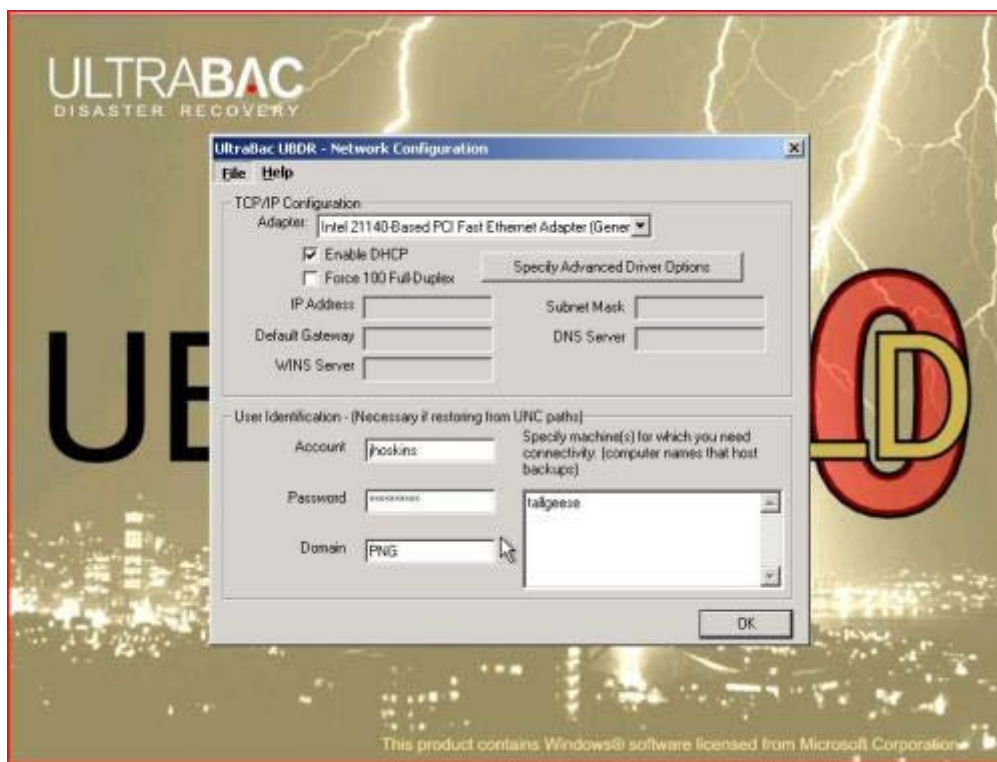 ULTRABAC
DISASTER RECOVERY
UltraBac UBDR - Network Configuration
File Help
TCP/IP Configuration
Adapter: Intel 21140-Based PCI Fast Ethernet Adapter (Gener
Enable DHCP
Force 100 Full-Duplex
Specify Advanced Driver Options
IP Address
Subnet Mask
Default Gateway
DNS Server
WINS Server
User Identification - (Necessary if restoring from UNC paths)
Account jhoskins
Specify machine(s) for which you need
connectivity: (computer names that host
backups)
Password **********
tallgeese
Domain PNG
OK
This product contains Windows® software licensed from Microsoft Corporation